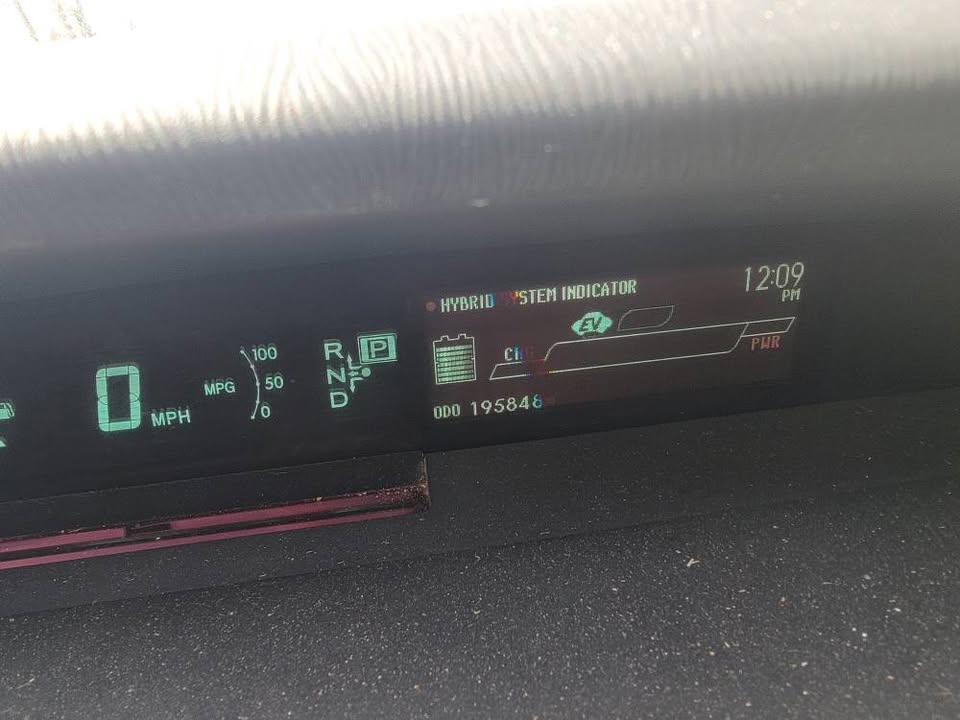 HYBRID SYSTEM INDICATOR
12:09
PM
EV
CHG
PWR
ODO 195848
0 MPH
MPG
100
50
0
R
N
D
P